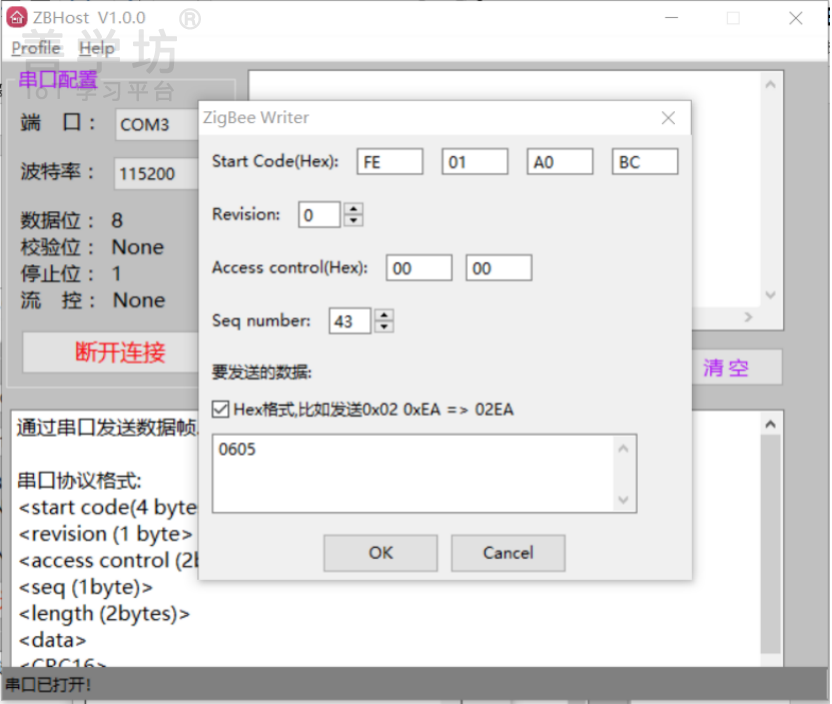 ZBHost V1.0.0
®
善学坊
IoT 学习平台
Profile Help
串口配置
端 口： COM3
波特率： 115200
数据位： 8
校验位： None
停止位： 1
流 控： None
断开连接
ZigBee Writer
Start Code(Hex): FE 01 A0 BC
Revision: 0
Access control(Hex): 00 00
Seq number: 43
要发送的数据:
Hex格式,比如发送0x02 0xEA => 02EA
0605
OK Cancel
清空
通过串口发送数据帧.
串口协议格式:
<start code(4 byte
<revision (1 byte>
<access control (2b
<seq (1byte)>
<length (2bytes)>
<data>
<CRC16>
串口已打开!